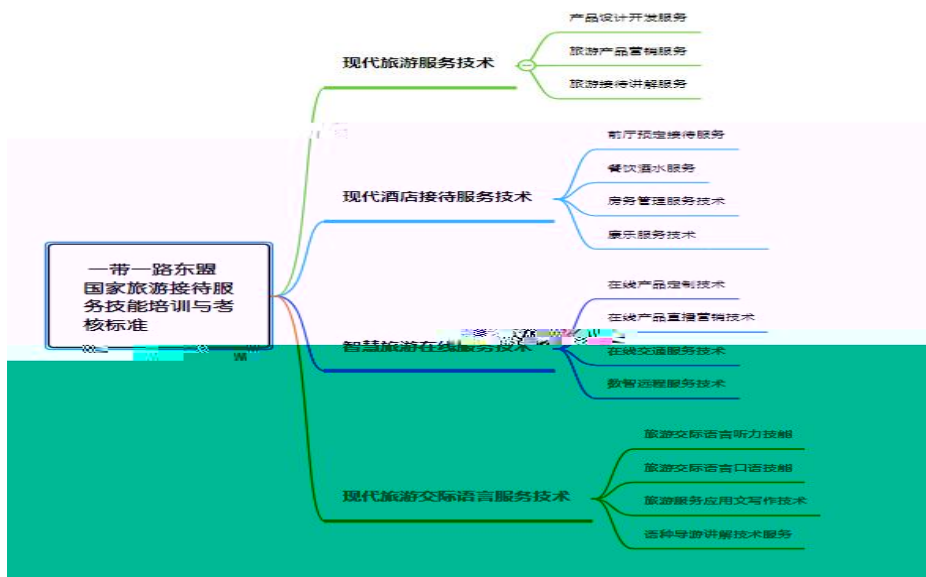 产品设计开发服务
现代旅游服务技术
旅游产品营销服务
旅游接待讲解服务
前厅预定接待服务
餐饮酒水服务
现代酒店接待服务技术
房务管理服务技术
康乐服务技术
一带一路东盟
国家旅游接待服
务技能培训与考
核标准
在线产品定制技术
在线产品直播营销技术
智慧旅游在线服务技术
在线交通服务技术
数智远程服务技术
旅游交际语言听力技能
旅游交际语言口语技能
现代旅游交际语言服务技术
旅游服务应用文写作技术
语种导游讲解技术服务